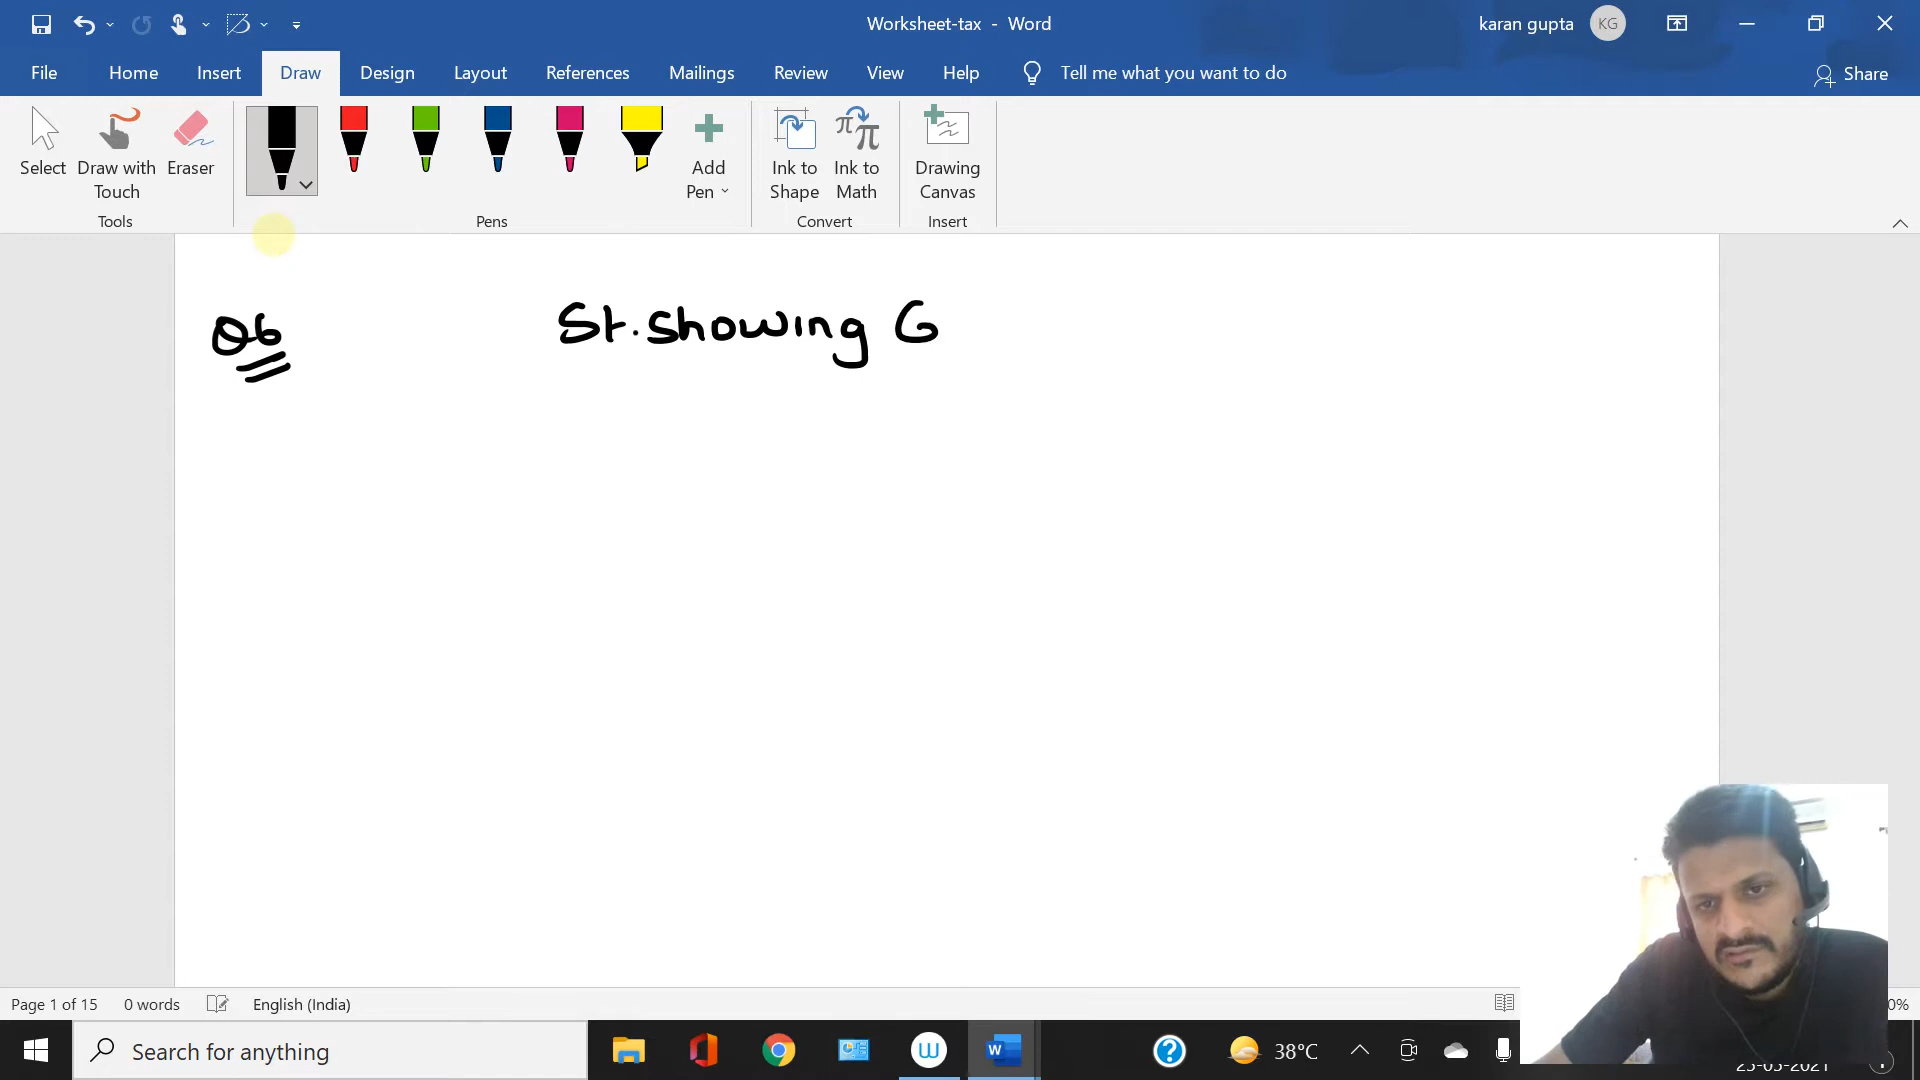 Worksheet-tax - Word
karan gupta
KG
File Home Insert Draw Design Layout References Mailings Review View Help Tell me what you want to do Share
Select
Draw with Touch
Eraser
Add Pen
Ink to Shape
Ink to Math
Drawing Canvas
Tools
Pens
Convert
Insert
Q6 St. showing G
Page 1 of 15 0 words English (India)
0%
Search for anything
38°C